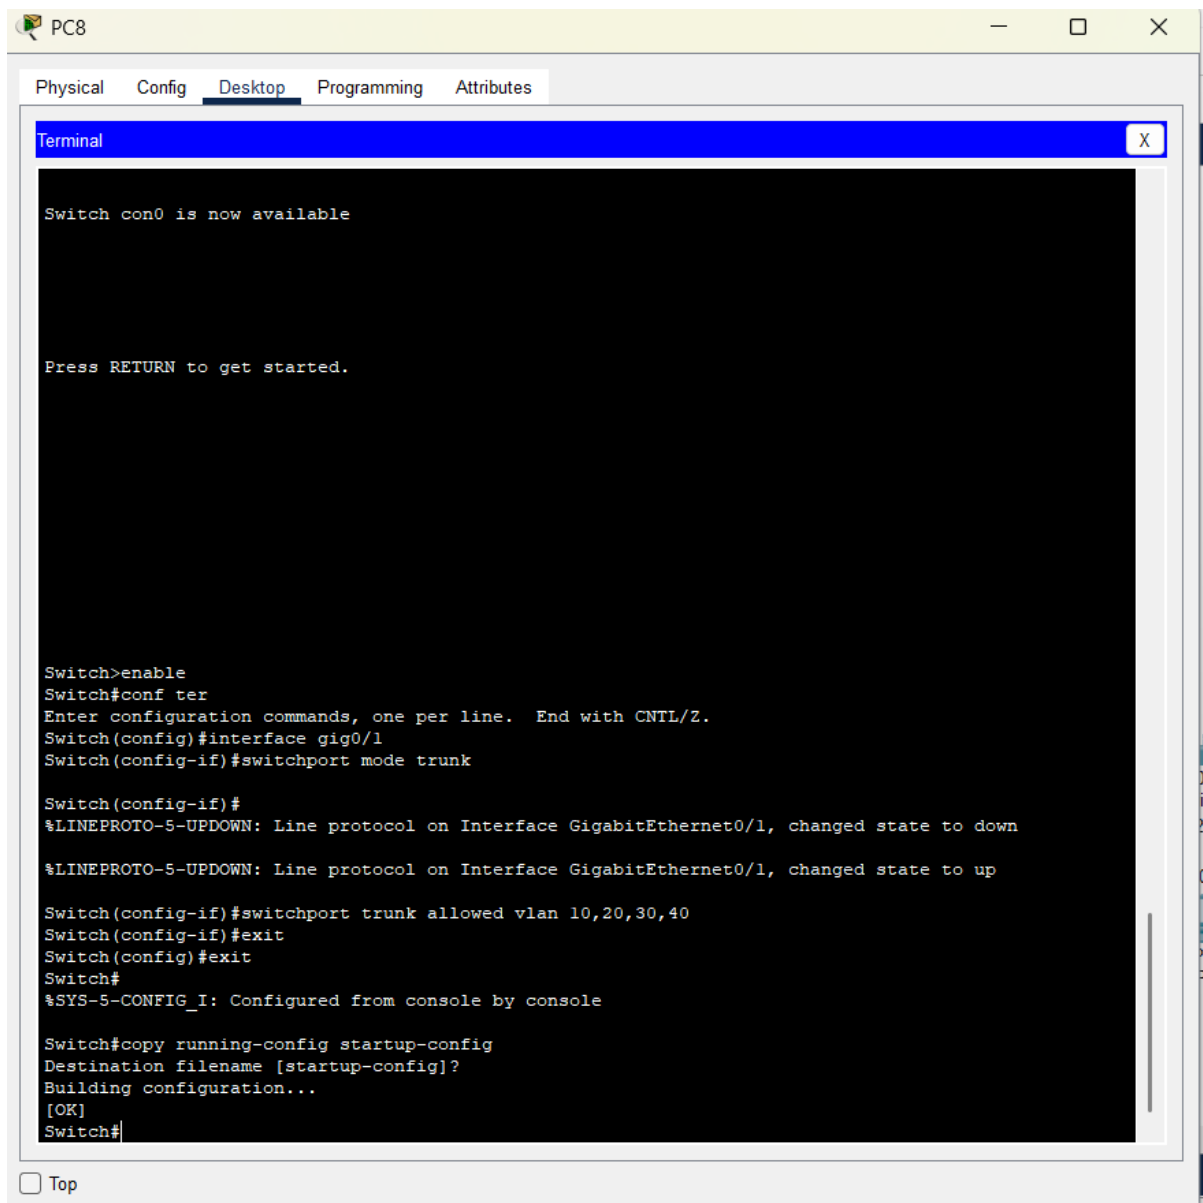 PC8
Physical Config Desktop Programming Attributes
Terminal
X
Switch con0 is now available
Press RETURN to get started.
Switch>enable
Switch#conf ter
Enter configuration commands, one per line.  End with CNTL/Z.
Switch(config)#interface gig0/1
Switch(config-if)#switchport mode trunk
Switch(config-if)#
%LINEPROTO-5-UPDOWN: Line protocol on Interface GigabitEthernet0/1, changed state to down
%LINEPROTO-5-UPDOWN: Line protocol on Interface GigabitEthernet0/1, changed state to up
Switch(config-if)#switchport trunk allowed vlan 10,20,30,40
Switch(config-if)#exit
Switch(config)#exit
Switch#
%SYS-5-CONFIG_I: Configured from console by console
Switch#copy running-config startup-config
Destination filename [startup-config]?
Building configuration...
[OK]
Switch#
Top